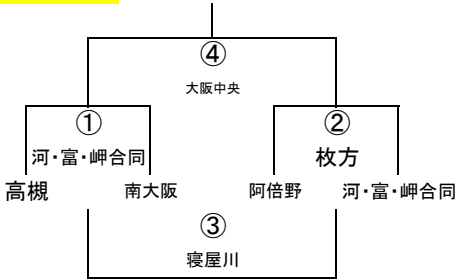 ④
大阪中央
① ②
河・富・岬合同 枚方
高槻 南大阪 阿倍野 河・富・岬合同
③
寝屋川